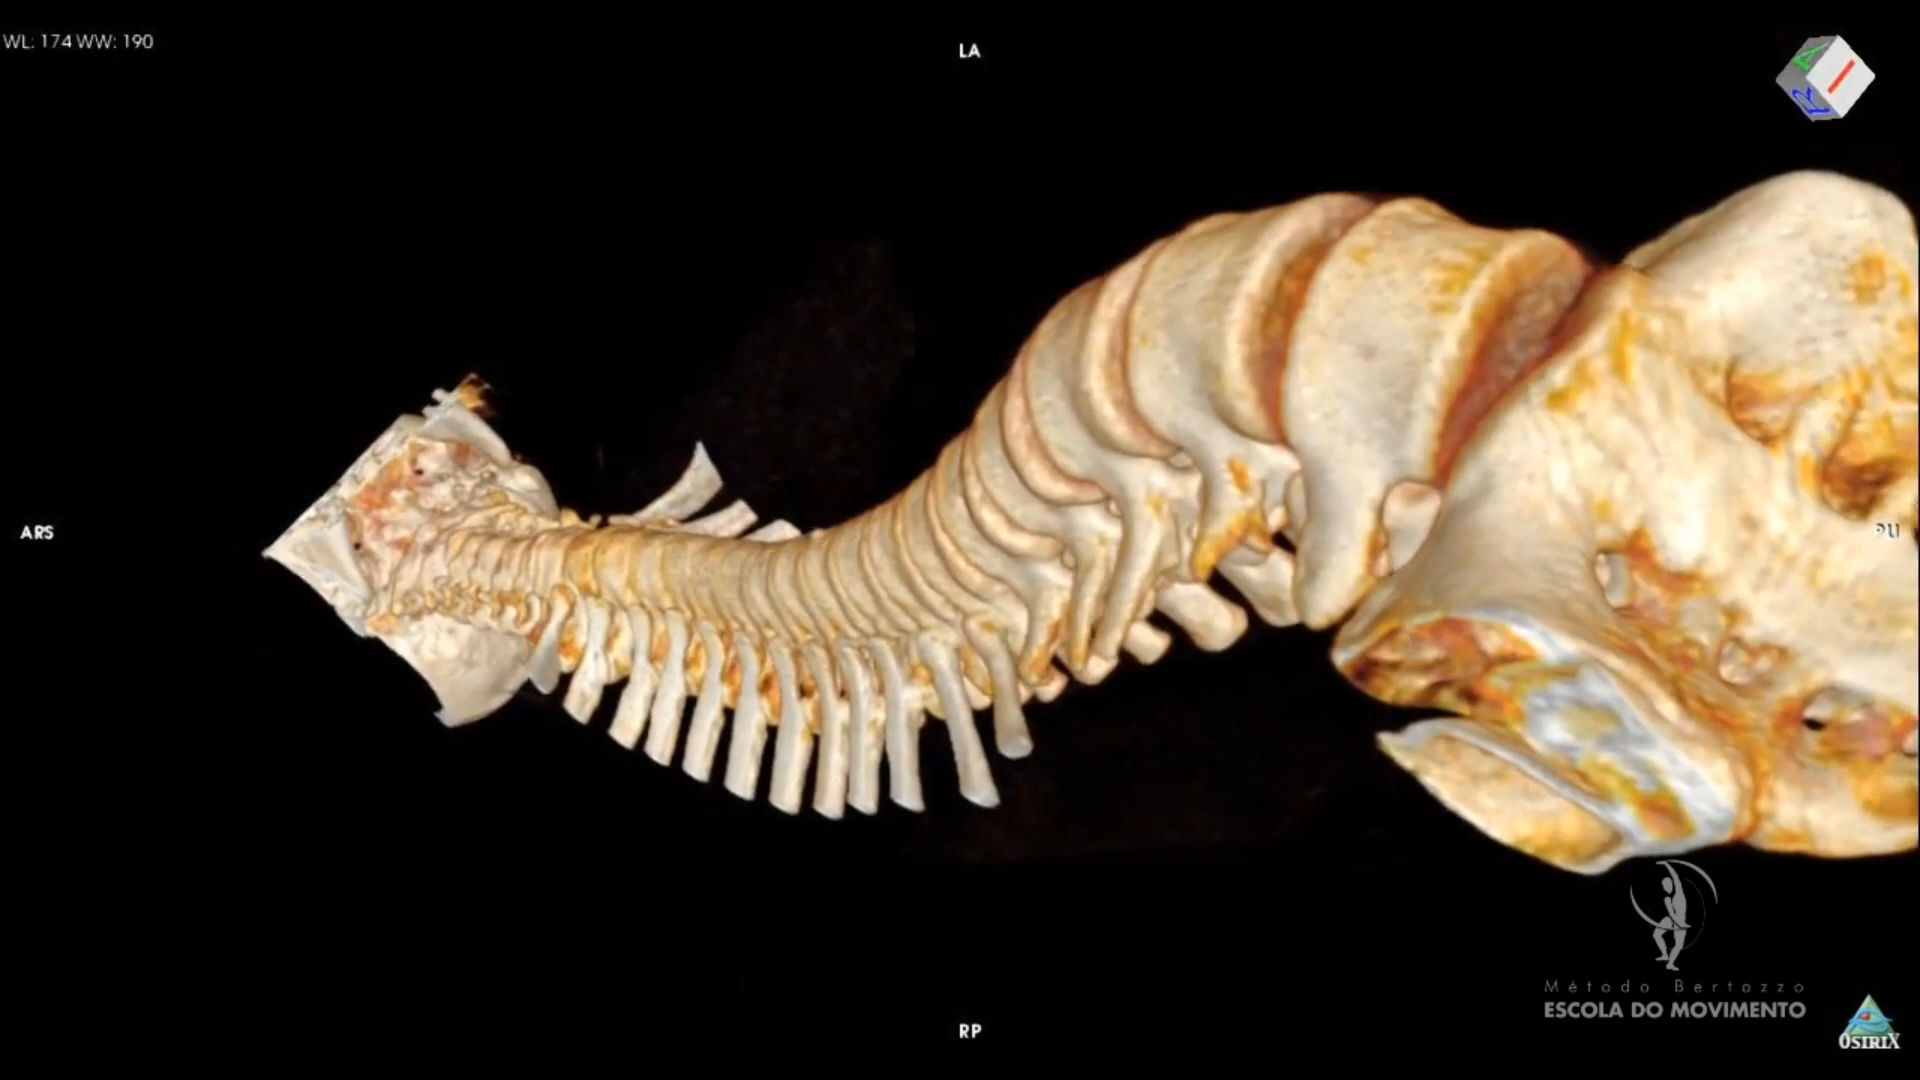 WL: 174 WW: 190
LA
A
R
I
ARS
RP
Método Bertazzo
ESCOLA DO MOVIMENTO
OSIRIX